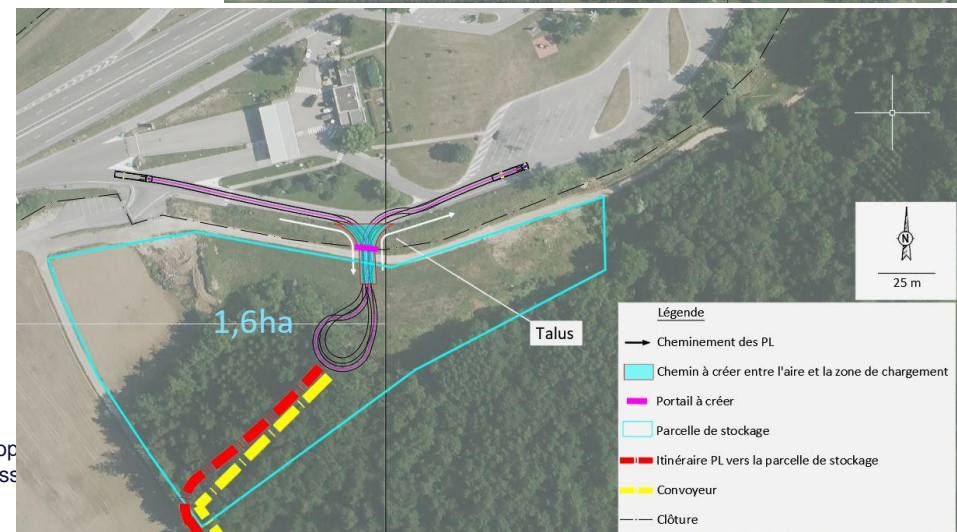 1,6ha
Talus
N
25 m
Légende
Cheminement des PL
Chemin à créer entre l'aire et la zone de chargement
Portail à créer
Parcelle de stockage
Itinéraire PL vers la parcelle de stockage
Convoyeur
Clôture